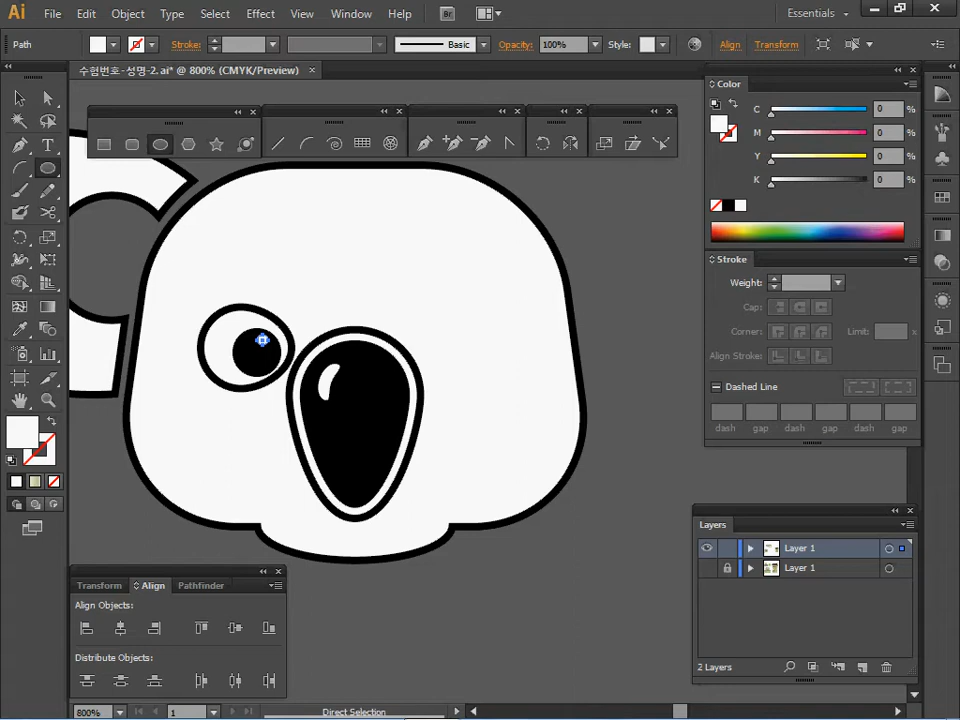 Ai File Edit Object Type Select Effect View Window Help Br Essentials
Path Stroke: Basic Opacity: 100% Style: Align Transform
수험번호-성명-2.ai* @ 800% (CMYK/Preview)
Color
C 0 %
M 0 %
Y 0 %
K 0 %
Stroke
Weight:
Cap:
Corner: Limit: x
Align Stroke:
Dashed Line
dash gap dash gap dash gap
Layers
Layer 1
Layer 1
2 Layers
Transform Align Pathfinder
Align Objects:
Distribute Objects:
800% 1 Direct Selection